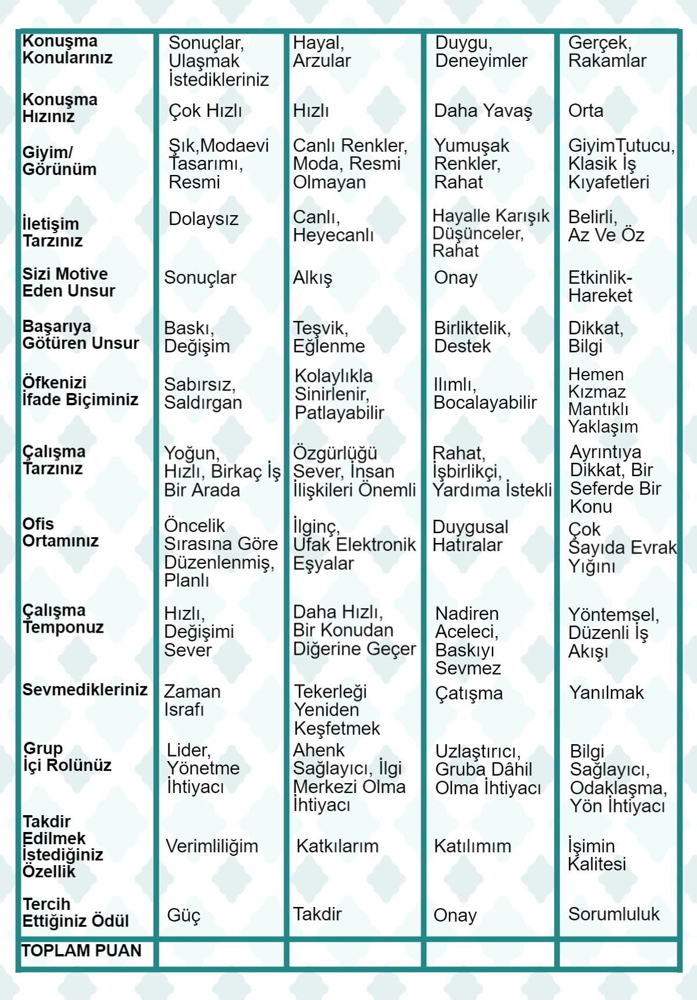 Konuşma
Konularınız
Sonuçlar,
Ulaşmak
İstedikleriniz
Hayal,
Arzular
Duygu,
Deneyimler
Gerçek,
Rakamlar
Konuşma
Hızınız
Çok Hızlı
Hızlı
Daha Yavaş
Orta
Giyim/
Görünüm
Şık,Modaevi
Tasarımı,
Resmi
Canlı Renkler,
Moda, Resmi
Olmayan
Yumuşak
Renkler,
Rahat
GiyimTutucu,
Klasik İş
Kıyafetleri
İletişim
Tarzınız
Dolaysız
Canlı,
Heyecanlı
Hayalle Karışık
Düşünceler,
Rahat
Belirli,
Az Ve Öz
Sizi Motive
Eden Unsur
Sonuçlar
Alkış
Onay
Etkinlik-
Hareket
Başarıya
Götüren Unsur
Baskı,
Değişim
Teşvik,
Eğlenme
Birliktelik,
Destek
Dikkat,
Bilgi
Öfkenizi
İfade Biçiminiz
Sabırsız,
Saldırgan
Kolaylıkla
Sinirlenir,
Patlayabilir
Ilımlı,
Bocalayabilir
Hemen
Kızmaz
Mantıklı
Yaklaşım
Çalışma
Tarzınız
Yoğun,
Hızlı, Birkaç İş
Bir Arada
Özgürlüğü
Sever, İnsan
İlişkileri Önemli
Rahat,
İşbirlikçi,
Yardıma İstekli
Ayrıntıya
Dikkat, Bir
Seferde Bir
Konu
Ofis
Ortamınız
Öncelik
Sırasına Göre
Düzenlenmiş,
Planlı
İlginç,
Ufak Elektronik
Eşyalar
Duygusal
Hatıralar
Çok
Sayıda Evrak
Yığını
Çalışma
Temponuz
Hızlı,
Değişimi
Sever
Daha Hızlı,
Bir Konudan
Diğerine Geçer
Nadiren
Aceleci,
Baskıyı
Sevmez
Yöntemsel,
Düzenli İş
Akışı
Sevmedikleriniz
Zaman
Israfı
Tekerleği
Yeniden
Keşfetmek
Çatışma
Yanılmak
Grup
İçi Rolünüz
Lider,
Yönetme
İhtiyacı
Ahenk
Sağlayıcı, İlgi
Merkezi Olma
İhtiyacı
Uzlaştırıcı,
Gruba Dâhil
Olma İhtiyacı
Bilgi
Sağlayıcı,
Odaklaşma,
Yön İhtiyacı
Takdir
Edilmek
İstediğiniz
Özellik
Verimliliğim
Katkılarım
Katılımım
İşimin
Kalitesi
Tercih
Ettiğiniz Ödül
Güç
Takdir
Onay
Sorumluluk
TOPLAM PUAN